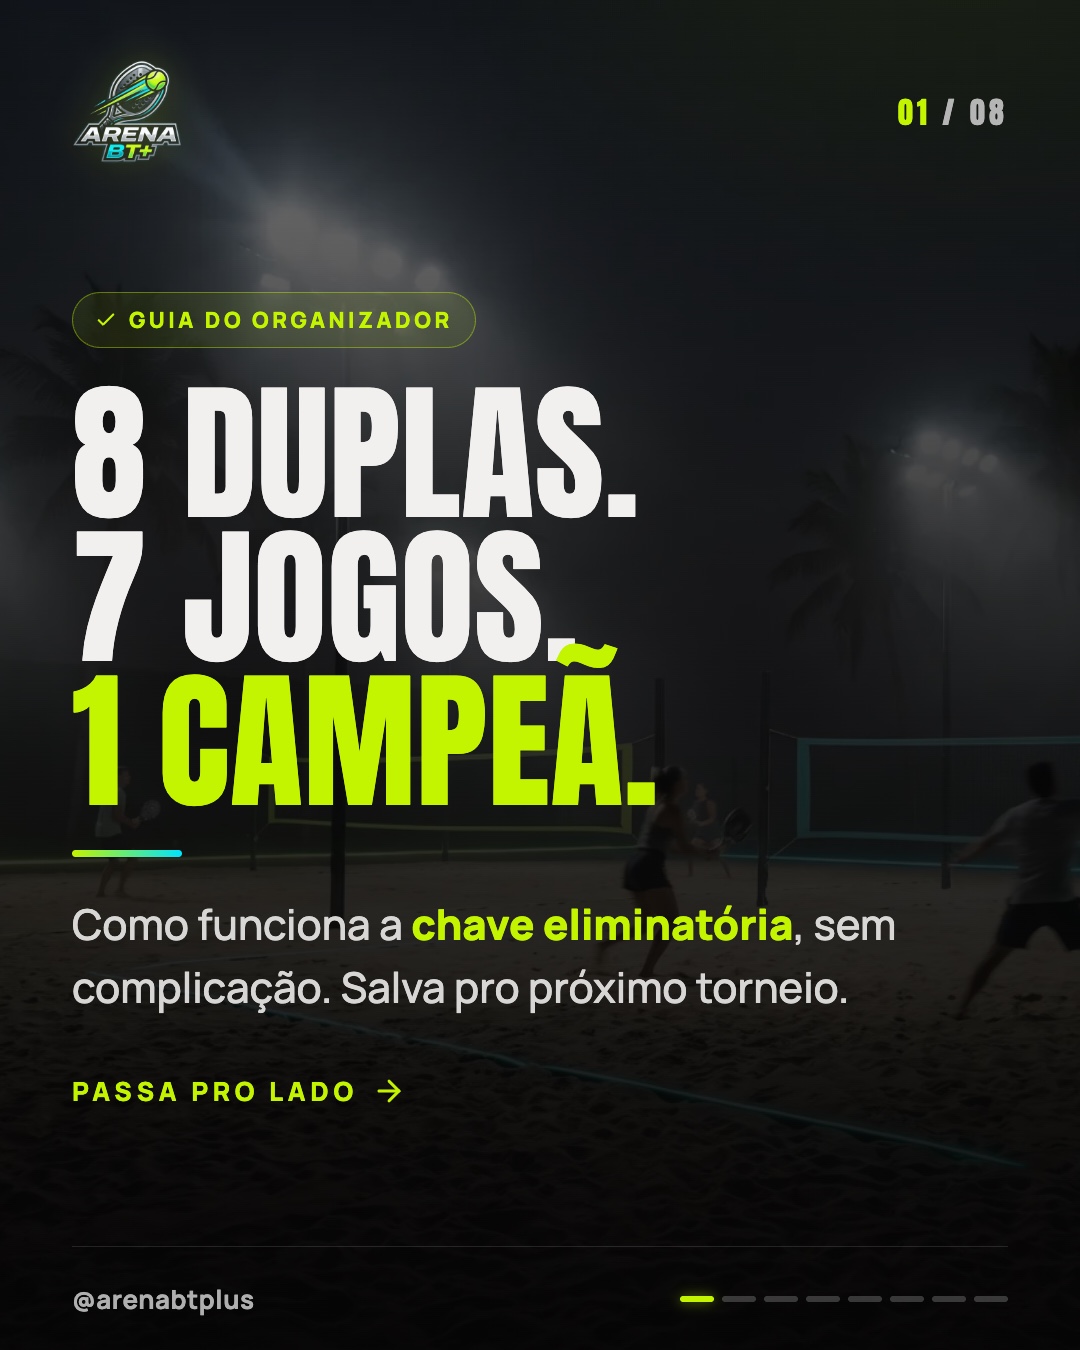 ARENA
BT+
01 / 08
GUIA DO ORGANIZADOR
8 DUPLAS.
7 JOGOS.
1 CAMPEÃ.
Como funciona a chave eliminatória, sem
complicação. Salva pro próximo torneio.
PASSA PRO LADO →
@arenabtplus